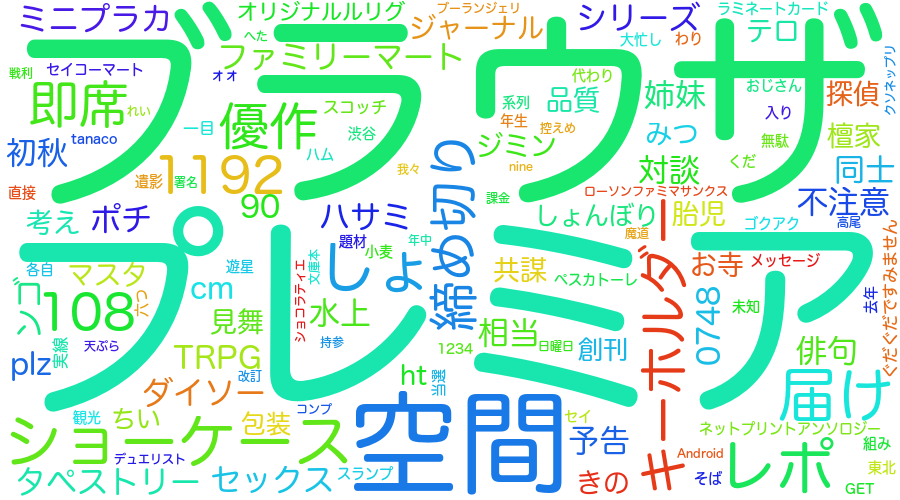 ミニプラカ
オリジナルルリグ
ブーランジェリ
シリーズ
ラミネートカード
へた
ジャーナル
大忙し
わり
テロ
戦利
セイコーマート
ォオ
ファミリーマート
ブラウザ
代わり
おじさん
クソネップリ
即席
れい
優作
スコッチ
系列
品質
姉妹
探偵
入り
tanaco
一目
渋谷
年生
控えめ
ジミン
みつ
無駄
檀家
初秋
ハム
我々
nine
対談
くだ
同士
直接
遺影
署名
1192
90
締め切り
課金
ローソンファミマサンクス
不注意
考え
ポチ
ハサミ
しょんぼり
胎児
ゴクアク
高尾
題材
小麦
年中
魔道
プレミア
しょ
各自
遊星
ショコラティエ
文庫本
共謀
ペスカトーレ
キーホルダー
お寺
メッセージ
ぐだぐだですみません
マスタ
六つ
cm
ンゴ
108
見舞
水上
0748
未知
去年
天ぷら
持参
相当
1234
日曜日
創刊
俳句
plz
実線
TRPG
改訂
ht
当選
ダイソー
届け
観光
ちい
包装
コンプ
空間
セイ
予告
ネットプリントアンソロジー
ショーケース
デュエリスト
組み
レポ
Android
タペストリー
セックス
スランプ
きの
そば
東北
GET